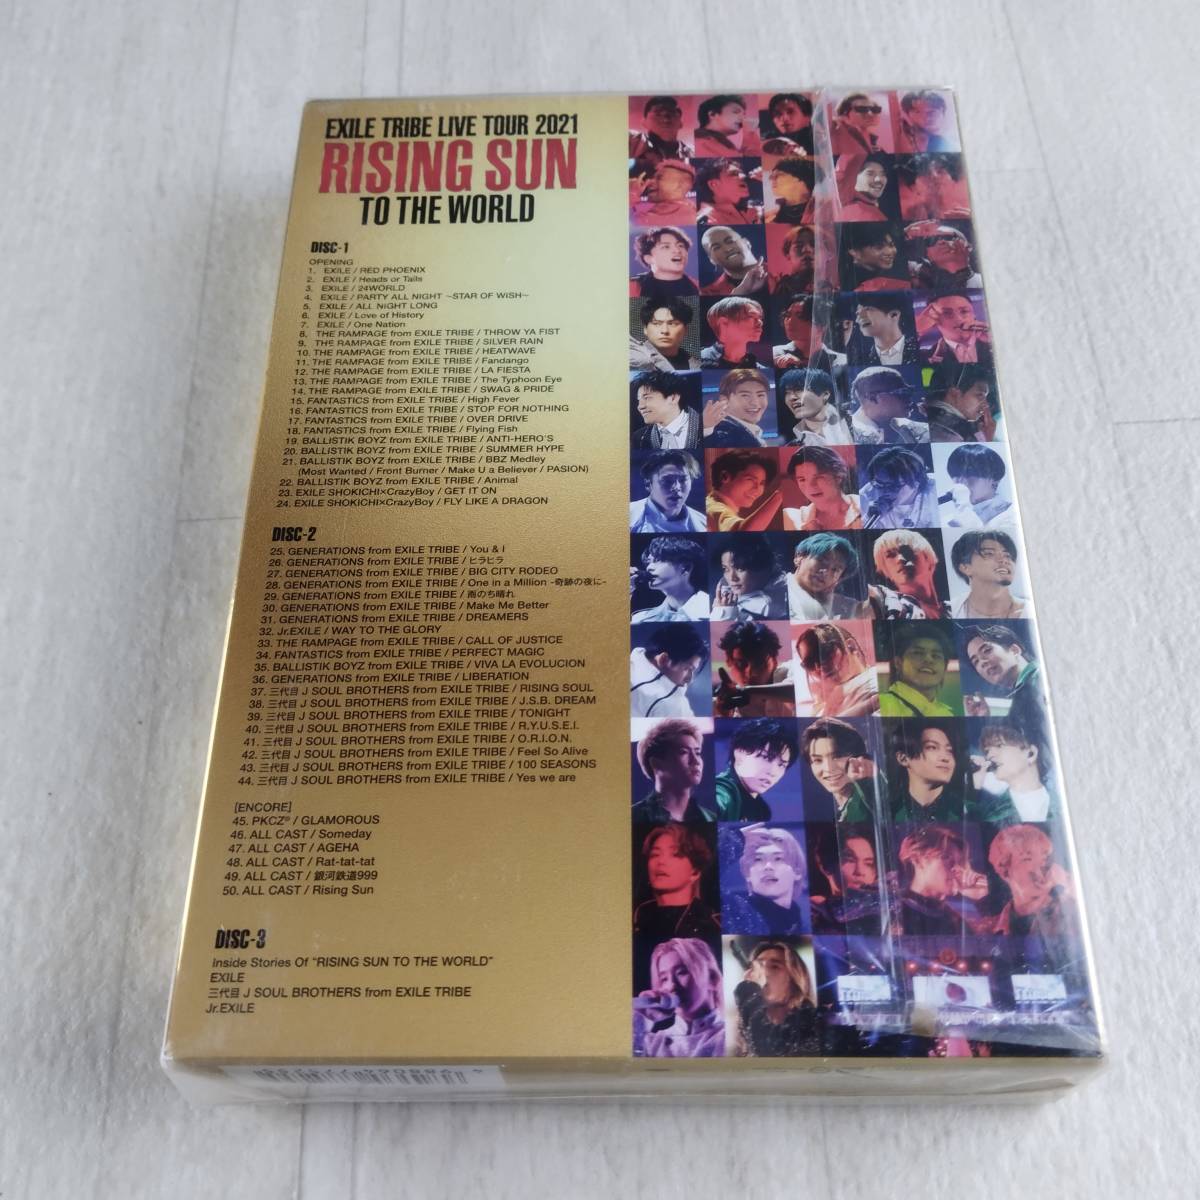 EXILE TRIBE LIVE TOUR 2021
RISING SUN
TO THE WORLD
DISC-1
OPENING
1. EXILE / RED PHOENIX
2. EXILE / Heads or Tails
3. EXILE / 24WORLD
4. EXILE / PARTY ALL NIGHT ~STAR OF WISH~
5. EXILE / ALL NIGHT LONG
6. EXILE / Love of History
7. EXILE / One Nation
8. THE RAMPAGE from EXILE TRIBE / THROW YA FIST
9. THE RAMPAGE from EXILE TRIBE / SILVER RAIN
10. THE RAMPAGE from EXILE TRIBE / HEATWAVE
11. THE RAMPAGE from EXILE TRIBE / Fandango
12. THE RAMPAGE from EXILE TRIBE / LA FIESTA
13. THE RAMPAGE from EXILE TRIBE / The Typhoon Eye
14. THE RAMPAGE from EXILE TRIBE / SWAG & PRIDE
15. FANTASTICS from EXILE TRIBE / High Fever
16. FANTASTICS from EXILE TRIBE / STOP FOR NOTHING
17. FANTASTICS from EXILE TRIBE / OVER DRIVE
18. FANTASTICS from EXILE TRIBE / Flying Fish
19. BALLISTIK BOYZ from EXILE TRIBE / ANTI-HERO'S
20. BALLISTIK BOYZ from EXILE TRIBE / SUMMER HYPE
21. BALLISTIK BOYZ from EXILE TRIBE / BBZ Medley
(Most Wanted / Front Burner / Make U a Believer / PASION)
22. BALLISTIK BOYZ from EXILE TRIBE / Animal
23. EXILE SHOKICHI×CrazyBoy / GET IT ON
24. EXILE SHOKICHI×CrazyBoy / FLY LIKE A DRAGON
DISC-2
25. GENERATIONS from EXILE TRIBE / You & I
26. GENERATIONS from EXILE TRIBE / ヒラヒラ
27. GENERATIONS from EXILE TRIBE / BIG CITY RODEO
28. GENERATIONS from EXILE TRIBE / One in a Million -奇跡の夜に-
29. GENERATIONS from EXILE TRIBE / 雨のち晴れ
30. GENERATIONS from EXILE TRIBE / Make Me Better
31. GENERATIONS from EXILE TRIBE / DREAMERS
32. Jr.EXILE / WAY TO THE GLORY
33. THE RAMPAGE from EXILE TRIBE / CALL OF JUSTICE
34. FANTASTICS from EXILE TRIBE / PERFECT MAGIC
35. BALLISTIK BOYZ from EXILE TRIBE / VIVA LA EVOLUCION
36. GENERATIONS from EXILE TRIBE / LIBERATION
37. 三代目 J SOUL BROTHERS from EXILE TRIBE / RISING SOUL
38. 三代目 J SOUL BROTHERS from EXILE TRIBE / J.S.B. DREAM
39. 三代目 J SOUL BROTHERS from EXILE TRIBE / TONIGHT
40. 三代目 J SOUL BROTHERS from EXILE TRIBE / R.Y.U.S.E.I.
41. 三代目 J SOUL BROTHERS from EXILE TRIBE / O.R.I.O.N.
42. 三代目 J SOUL BROTHERS from EXILE TRIBE / Feel So Alive
43. 三代目 J SOUL BROTHERS from EXILE TRIBE / 100 SEASONS
44. 三代目 J SOUL BROTHERS from EXILE TRIBE / Yes we are
[ENCORE]
45. PKCZ® / GLAMOROUS
46. ALL CAST / Someday
47. ALL CAST / AGEHA
48. ALL CAST / Rat-tat-tat
49. ALL CAST / 銀河鉄道999
50. ALL CAST / Rising Sun
DISC-3
Inside Stories Of "RISING SUN TO THE WORLD"
EXILE
三代目 J SOUL BROTHERS from EXILE TRIBE
Jr.EXILE